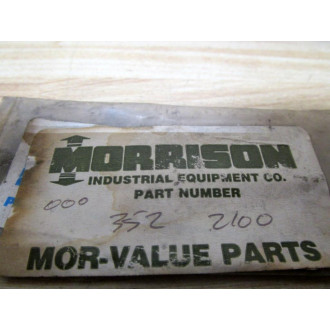 MORRISON
INDUSTRIAL EQUIPMENT CO.
PART NUMBER
000 352 2100
MOR-VALUE PARTS